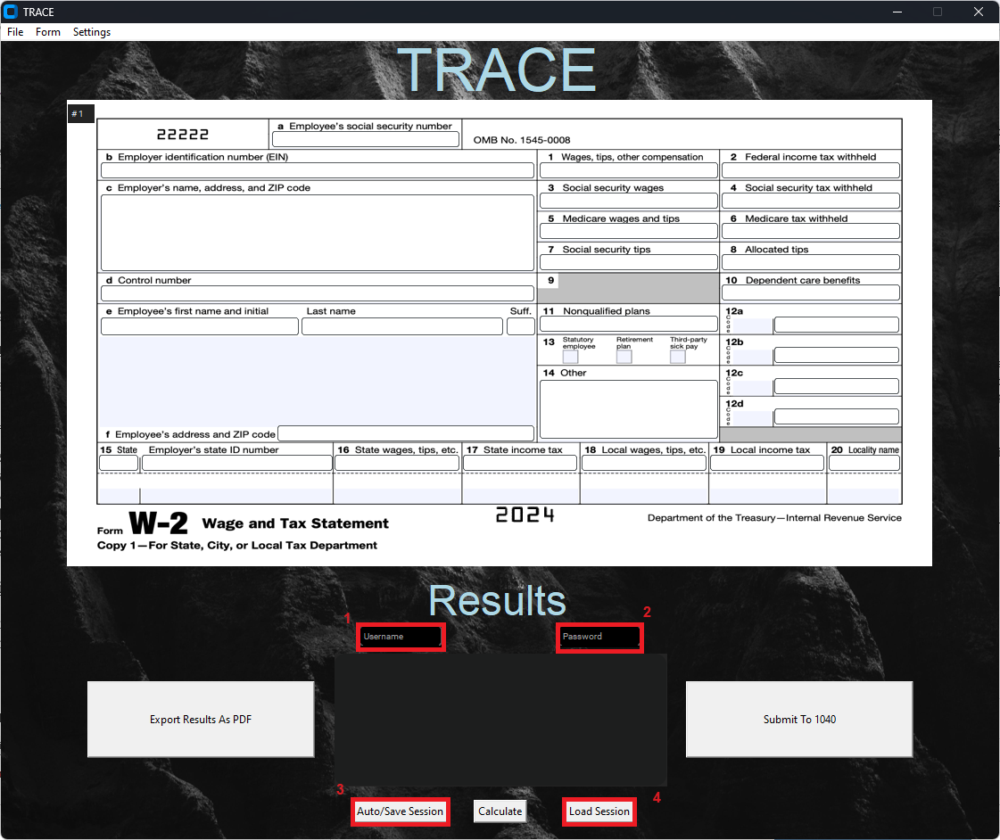 TRACE
File Form Settings
TRACE
#1
22222
a Employee's social security number
OMB No. 1545-0008
b Employer identification number (EIN)
1 Wages, tips, other compensation
2 Federal income tax withheld
c Employer's name, address, and ZIP code
3 Social security wages
4 Social security tax withheld
5 Medicare wages and tips
6 Medicare tax withheld
7 Social security tips
8 Allocated tips
d Control number
9
10 Dependent care benefits
e Employee's first name and initial
Last name
Suff.
11 Nonqualified plans
12a
Code
13 Statutory employee
Retirement plan
Third-party sick pay
12b
Code
14 Other
12c
Code
12d
Code
f Employee's address and ZIP code
15 State
Employer's state ID number
16 State wages, tips, etc.
17 State income tax
18 Local wages, tips, etc.
19 Local income tax
20 Locality name
Form W-2 Wage and Tax Statement
2024
Department of the Treasury—Internal Revenue Service
Copy 1—For State, City, or Local Tax Department
Results
1
Username
2
Password
Export Results As PDF
Submit To 1040
3
Auto/Save Session
Calculate
Load Session
4